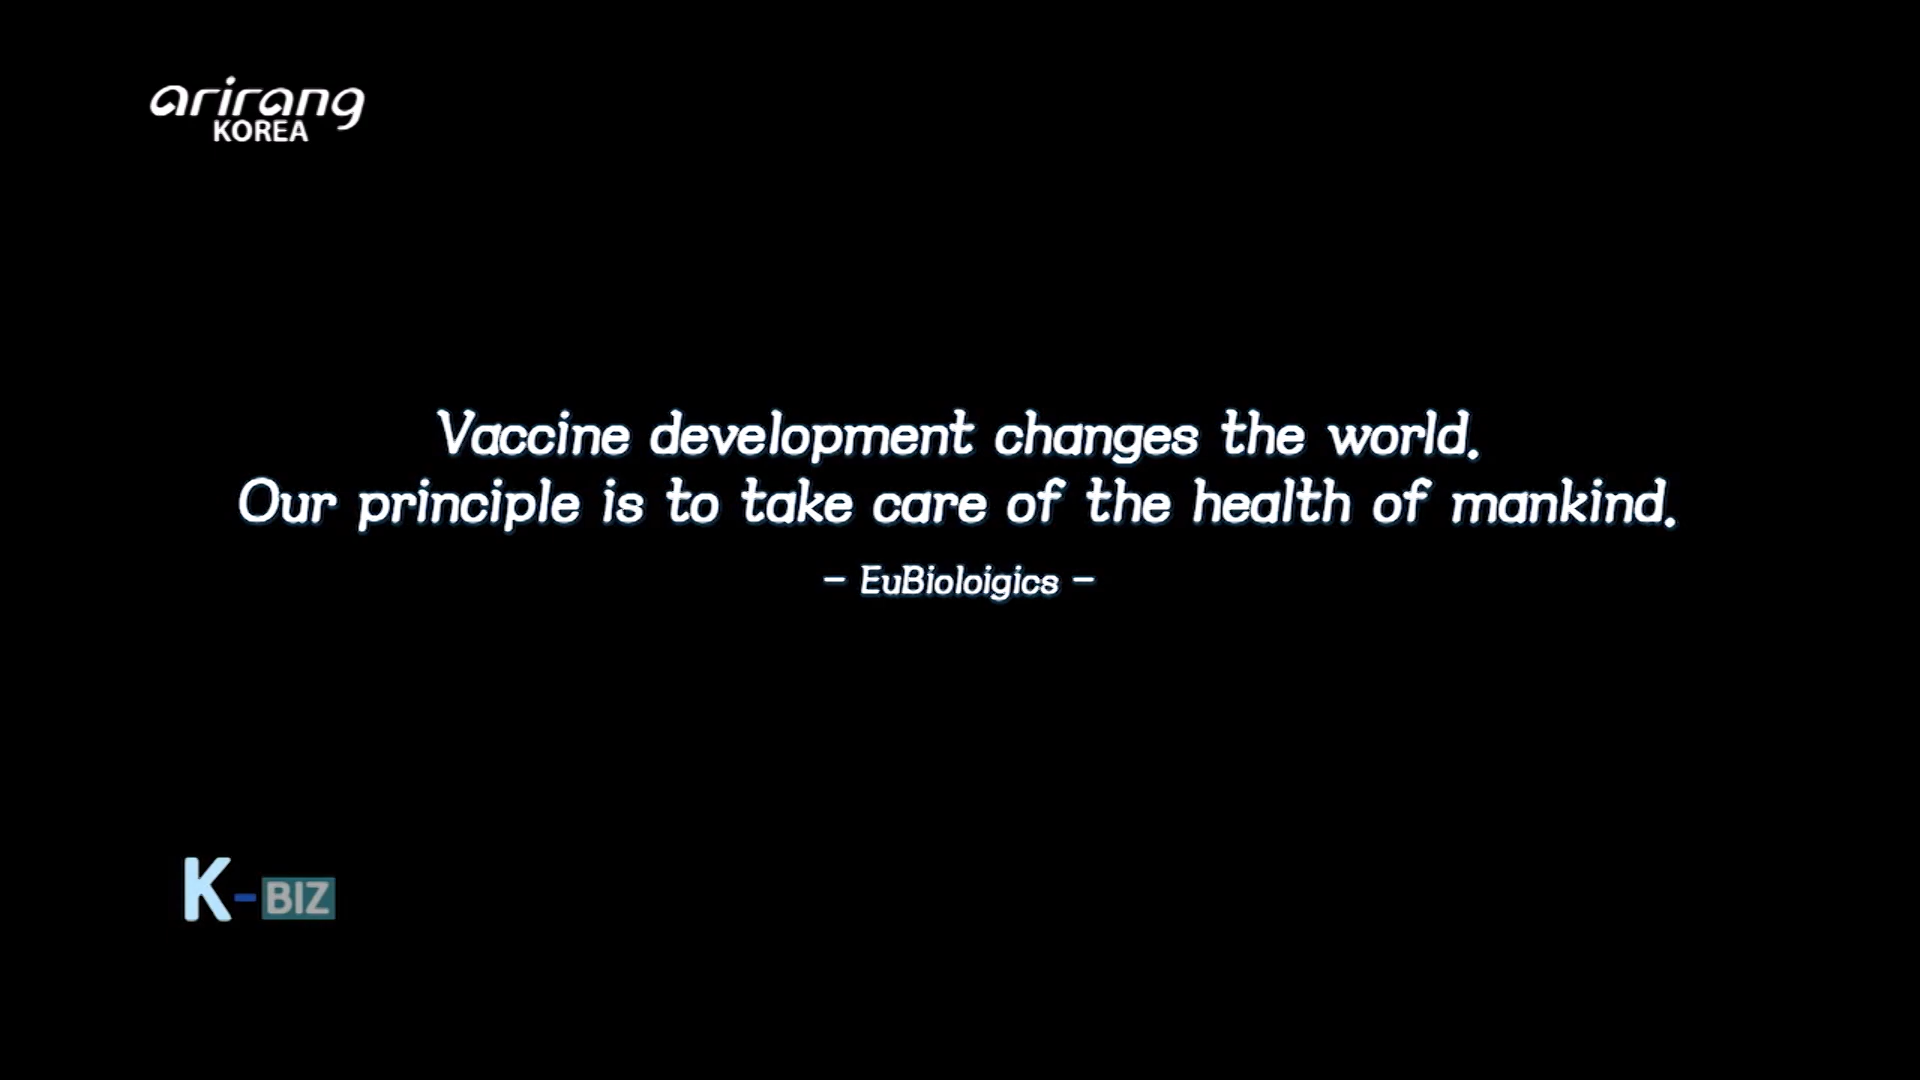 arirang
KOREA
Vaccine development changes the world.
Our principle is to take care of the health of mankind.
- EuBioloigics -
K-BIZ